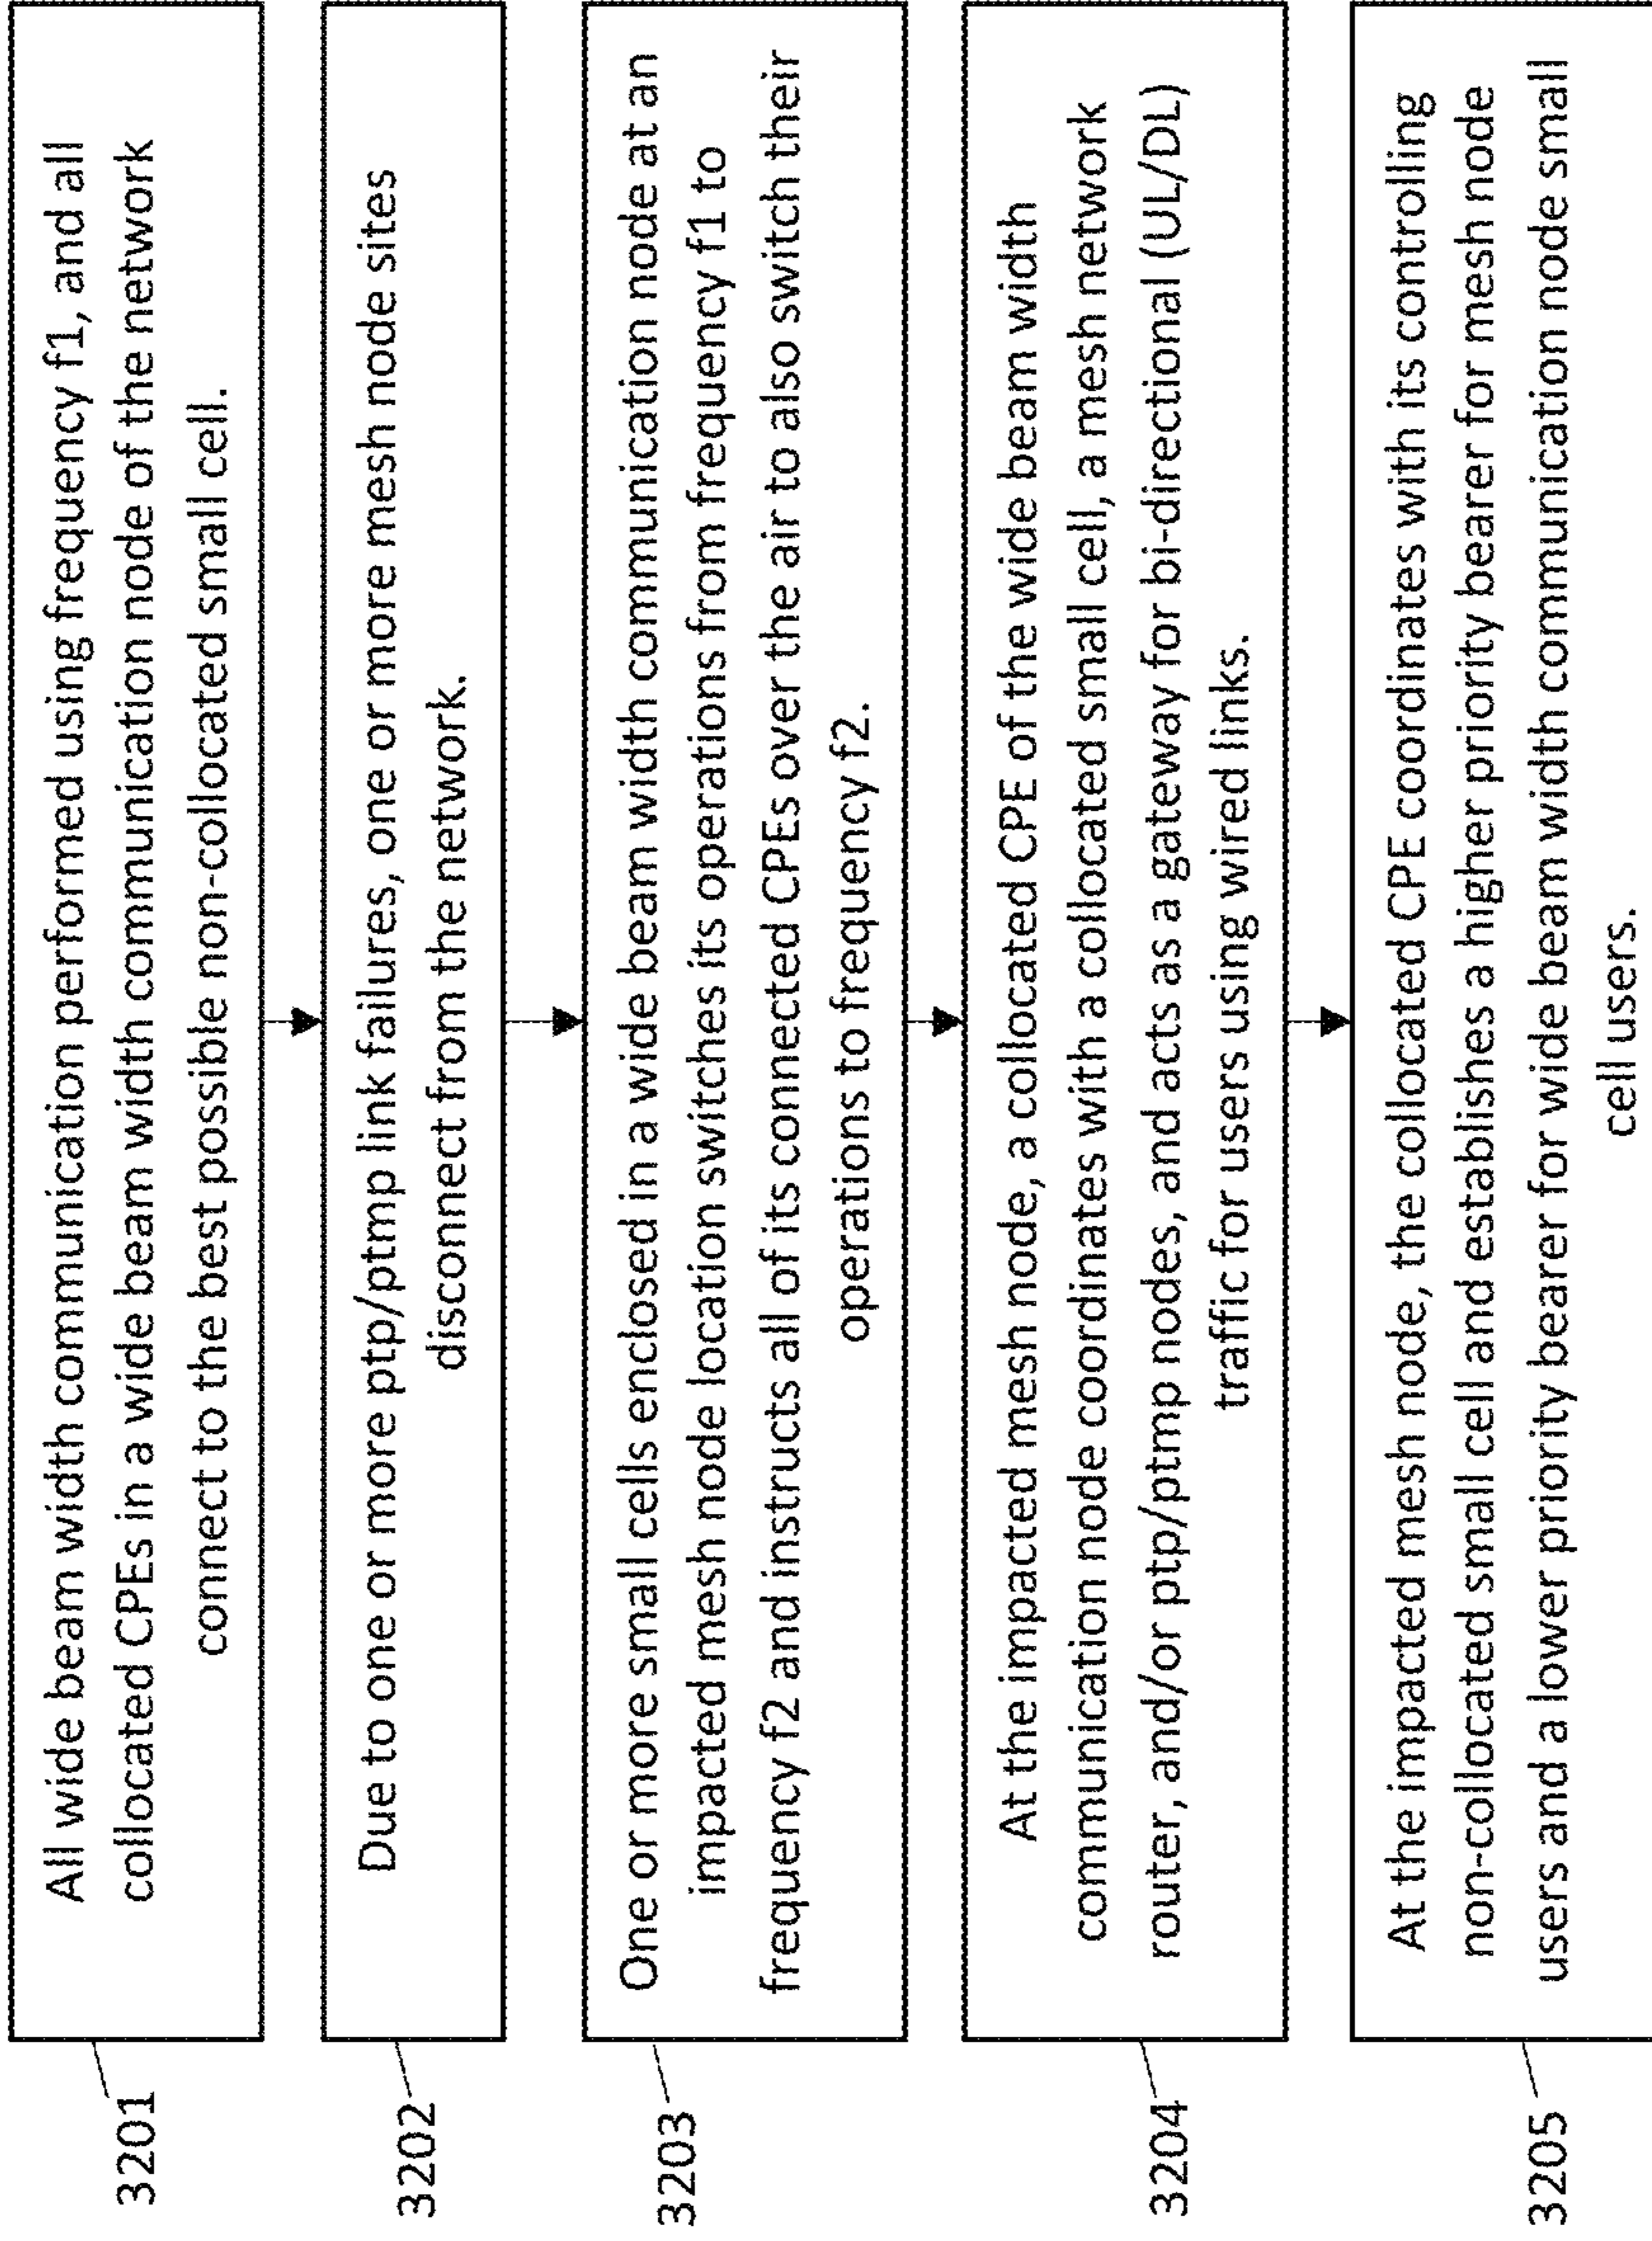 3201
All wide beam width communication performed using frequency f1, and all
collocated CPEs in a wide beam width communication node of the network
connect to the best possible non-collocated small cell.
3202
Due to one or more ptp/ptmp link failures, one or more mesh node sites
disconnect from the network.
3203
One or more small cells enclosed in a wide beam width communication node at an
impacted mesh node location switches its operations from frequency f1 to
frequency f2 and instructs all of its connected CPEs over the air to also switch their
operations to frequency f2.
3204
At the impacted mesh node, a collocated CPE of the wide beam width
communication node coordinates with a collocated small cell, a mesh network
router, and/or ptp/ptmp nodes, and acts as a gateway for bi-directional (UL/DL)
traffic for users using wired links.
3205
At the impacted mesh node, the collocated CPE coordinates with its controlling
non-collocated small cell and establishes a higher priority bearer for mesh node
users and a lower priority bearer for wide beam width communication node small
cell users.